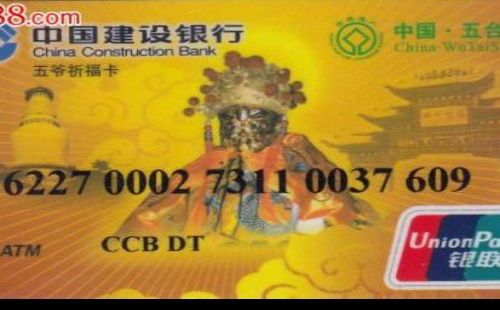 88.com
中国建设银行
China Construction Bank
五爷祈福卡
中国·五台
China·WuTaiS
6227 0002 7311 0037 609
ATM
CCB DT
UnionPa
银联